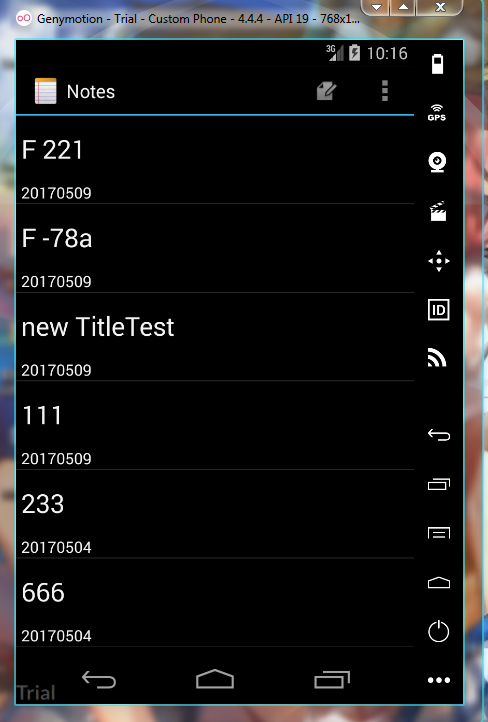 Genymotion - Trial - Custom Phone - 4.4.4 - API 19 - 768x1...
3G 10:16
Notes
GPS
F 221
20170509
F -78a
20170509
new TitleTest
20170509
ID
111
20170509
233
20170504
666
20170504
Trial